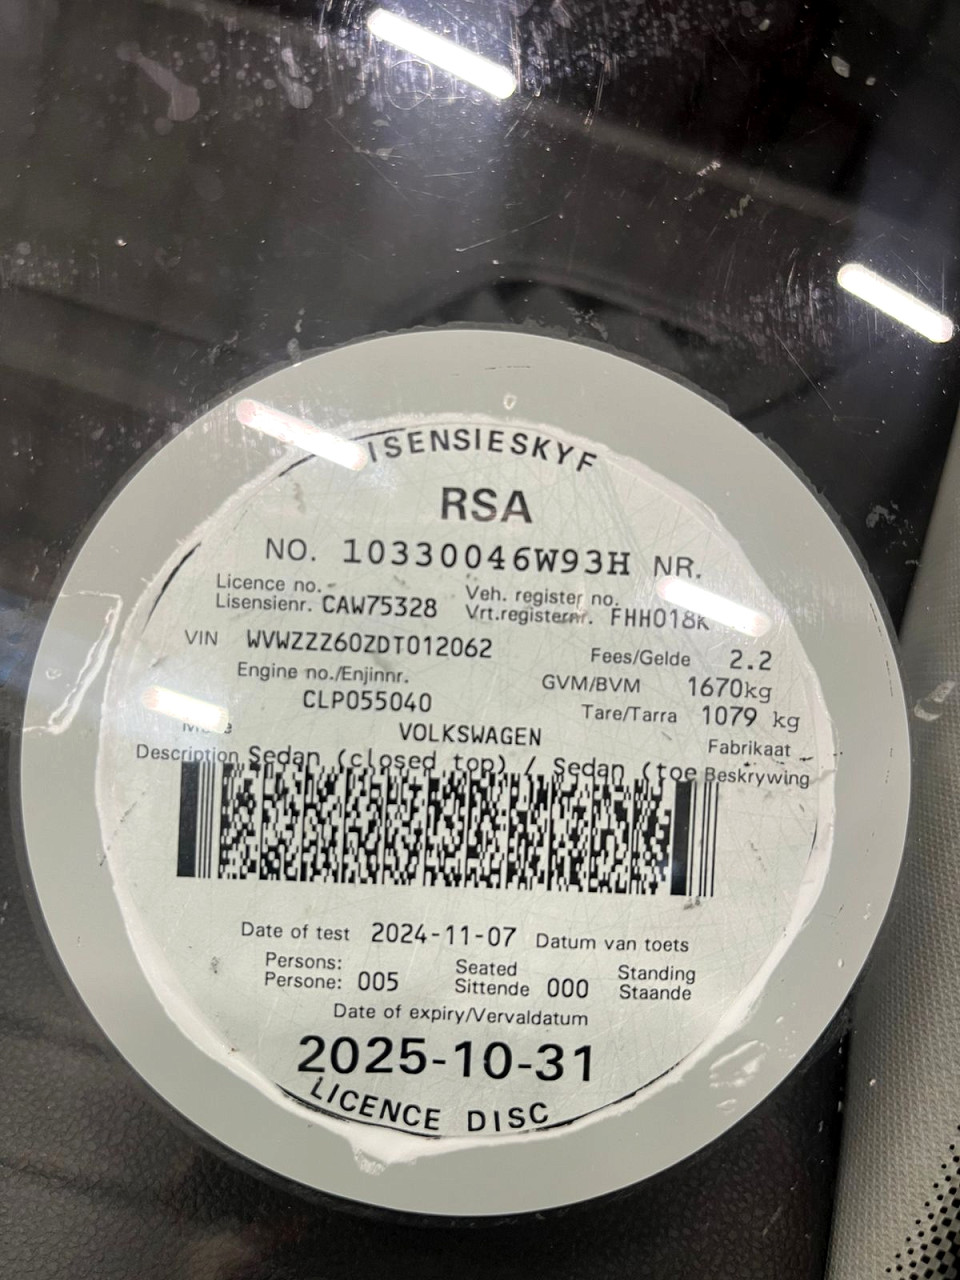 ISENSIESKYF
RSA
NO. 10330046W93H NR.
Licence no. Veh. register no.
Lisensienr. CAW75328 Vrt.registernr. FHH018K
VIN WVWZZZ60ZDT012062
Fees/Gelde 2.2
Engine no./Enjinnr. GVM/BVM 1670kg
CLP055040 Tare/Tarra 1079 kg
VOLKSWAGEN Fabrikaat
Description Sedan (closed top) / Sedan (toe Beskrywing
Date of test 2024-11-07 Datum van toets
Persons: Seated Standing
Persone: 005 Sittende 000 Staande
Date of expiry/Vervaldatum
2025-10-31
LICENCE DISC